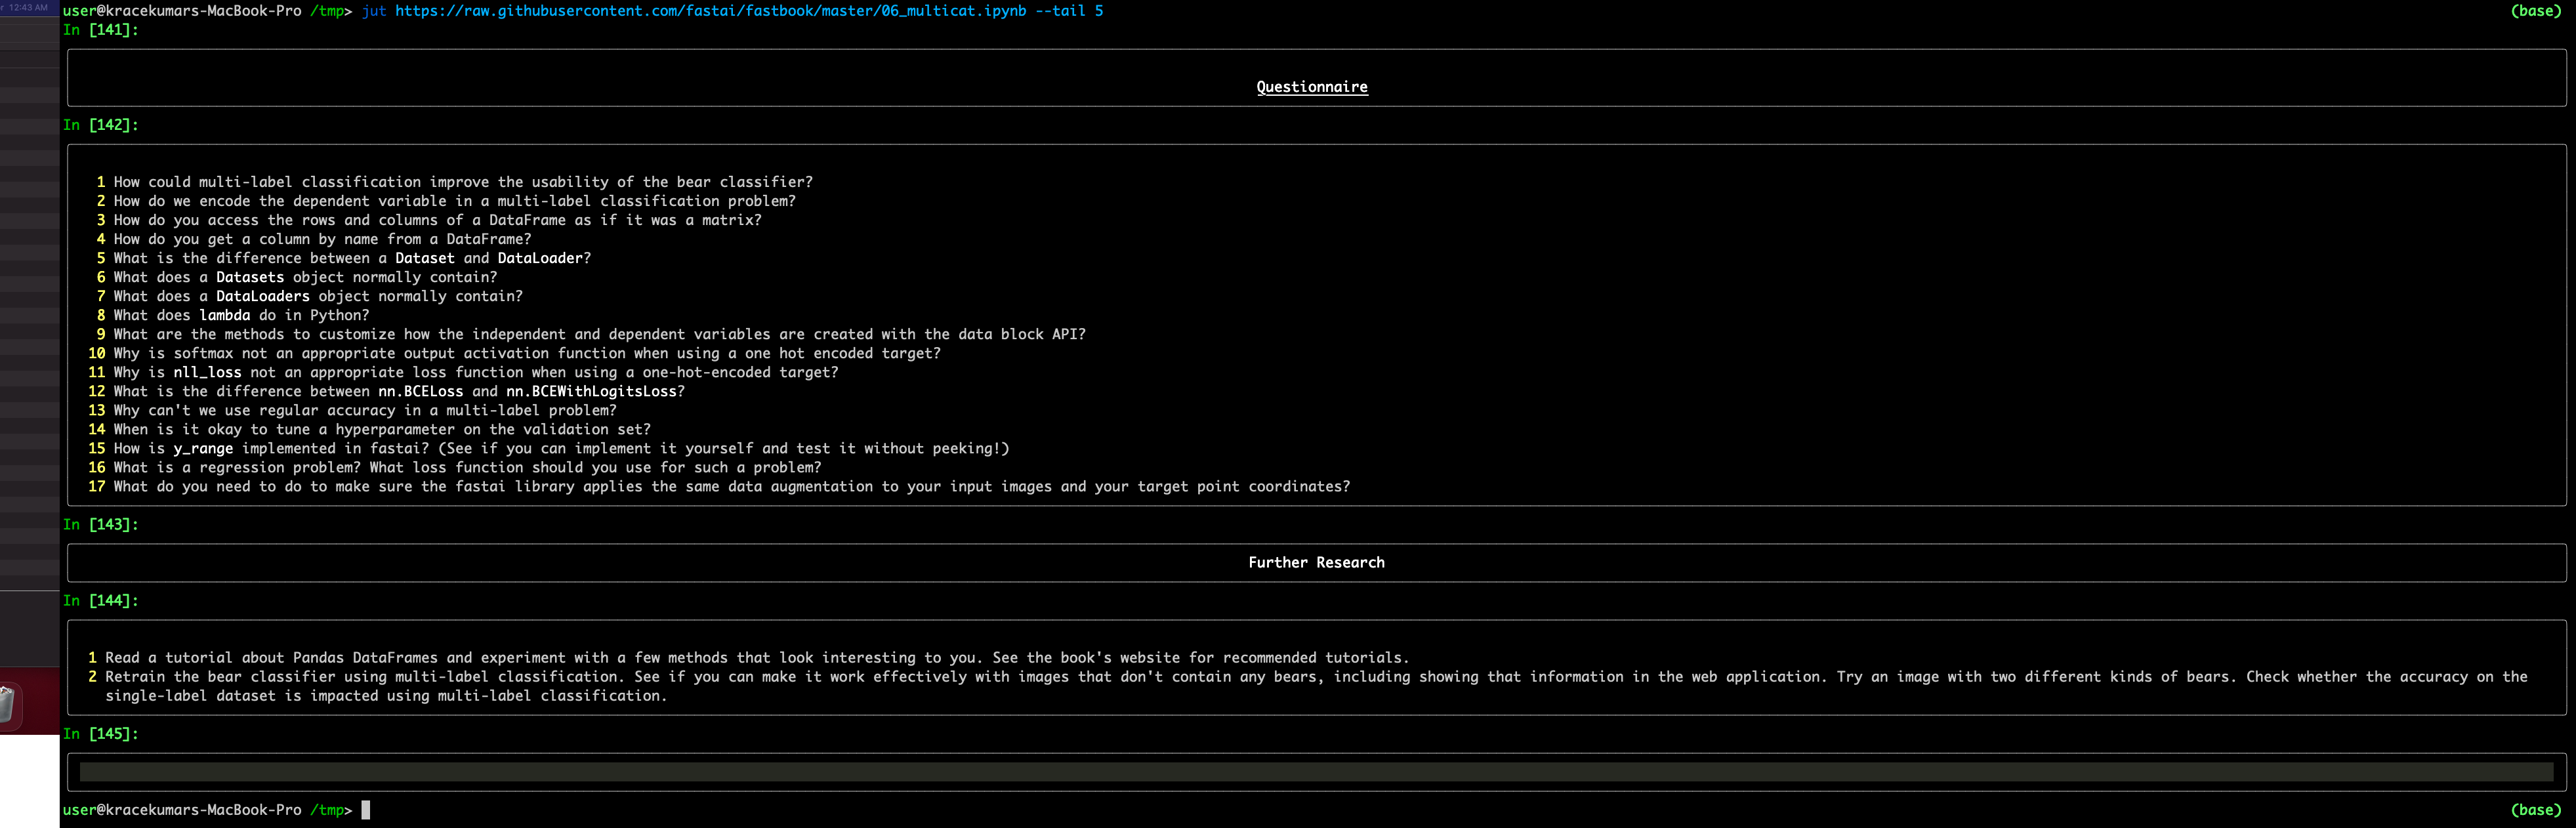 12:43 AM
user@kracekumars-MacBook-Pro /tmp> jut https://raw.githubusercontent.com/fastai/fastbook/master/06_multicat.ipynb --tail 5 (base)
In [141]:
Questionnaire
In [142]:
1 How could multi-label classification improve the usability of the bear classifier?
2 How do we encode the dependent variable in a multi-label classification problem?
3 How do you access the rows and columns of a DataFrame as if it was a matrix?
4 How do you get a column by name from a DataFrame?
5 What is the difference between a Dataset and DataLoader?
6 What does a Datasets object normally contain?
7 What does a DataLoaders object normally contain?
8 What does lambda do in Python?
9 What are the methods to customize how the independent and dependent variables are created with the data block API?
10 Why is softmax not an appropriate output activation function when using a one hot encoded target?
11 Why is nll_loss not an appropriate loss function when using a one-hot-encoded target?
12 What is the difference between nn.BCELoss and nn.BCEWithLogitsLoss?
13 Why can't we use regular accuracy in a multi-label problem?
14 When is it okay to tune a hyperparameter on the validation set?
15 How is y_range implemented in fastai? (See if you can implement it yourself and test it without peeking!)
16 What is a regression problem? What loss function should you use for such a problem?
17 What do you need to do to make sure the fastai library applies the same data augmentation to your input images and your target point coordinates?
In [143]:
Further Research
In [144]:
1 Read a tutorial about Pandas DataFrames and experiment with a few methods that look interesting to you. See the book's website for recommended tutorials.
2 Retrain the bear classifier using multi-label classification. See if you can make it work effectively with images that don't contain any bears, including showing that information in the web application. Try an image with two different kinds of bears. Check whether the accuracy on the
single-label dataset is impacted using multi-label classification.
In [145]:
user@kracekumars-MacBook-Pro /tmp> (base)